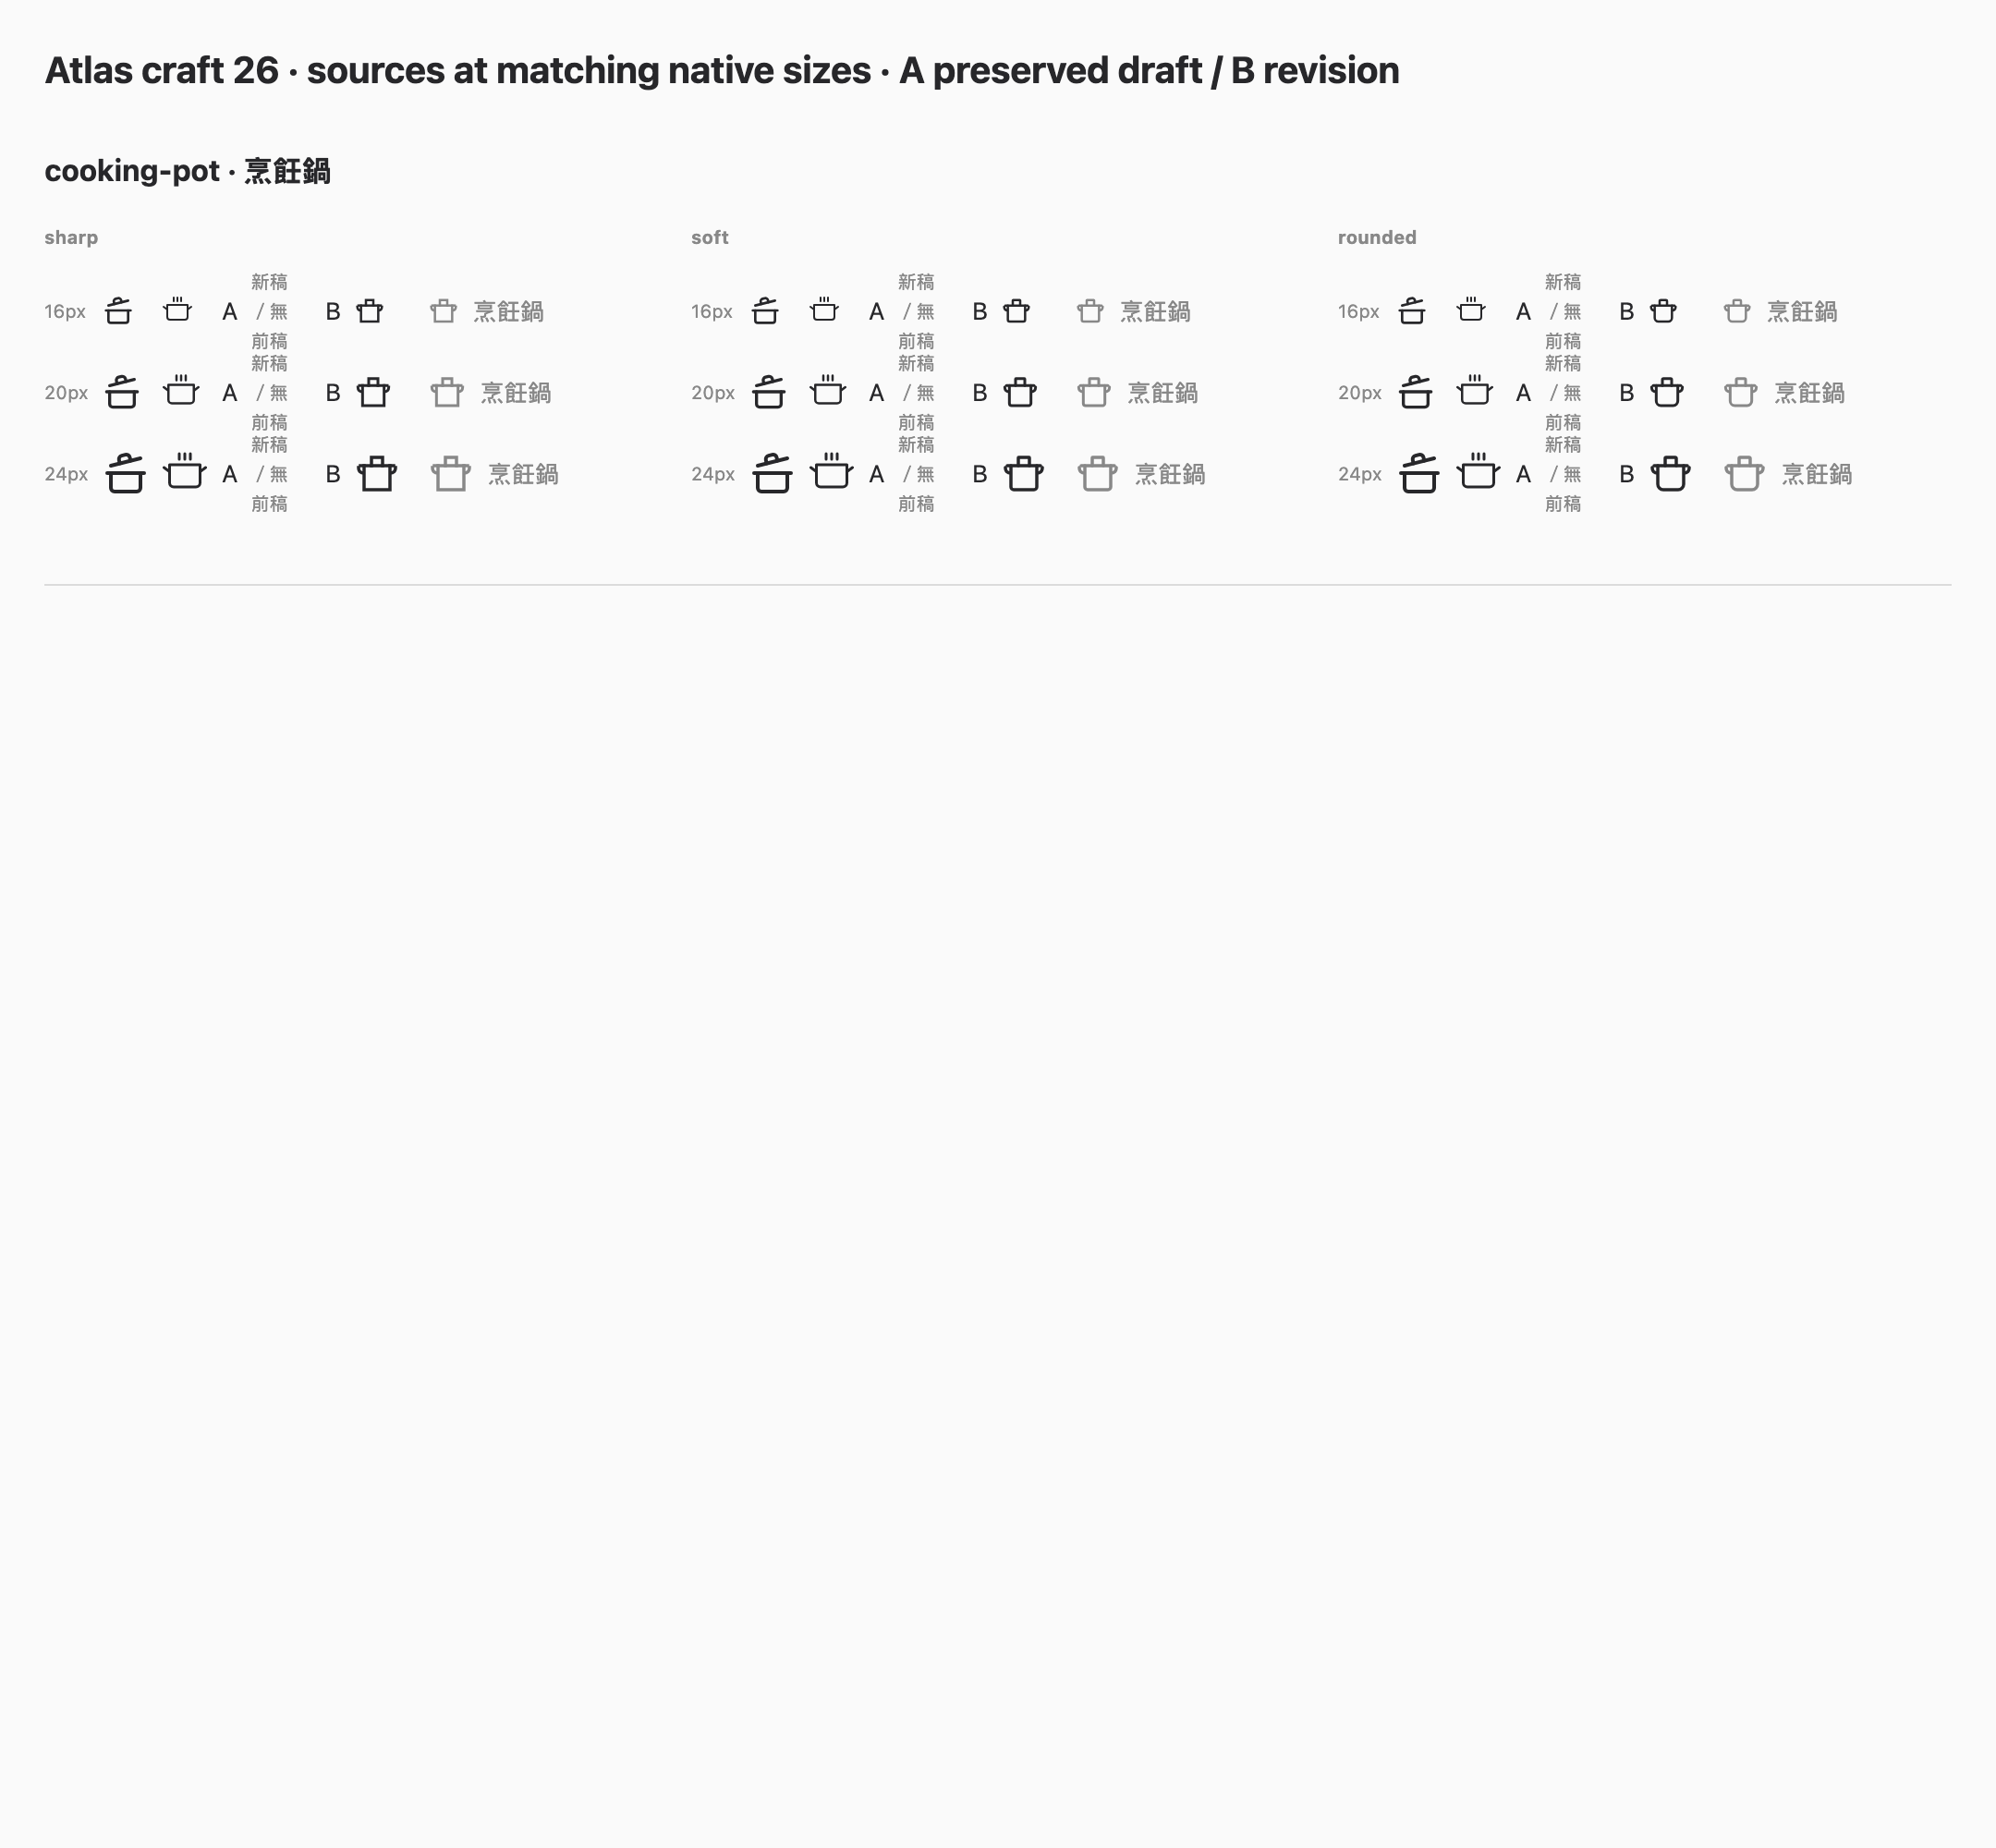 Atlas craft 26 · sources at matching native sizes · A preserved draft / B revision
cooking-pot · 烹飪鍋
sharp
soft
rounded
16px A 新稿 / 無前稿 B 烹飪鍋
16px A 新稿 / 無前稿 B 烹飪鍋
16px A 新稿 / 無前稿 B 烹飪鍋
20px A 新稿 / 無前稿 B 烹飪鍋
20px A 新稿 / 無前稿 B 烹飪鍋
20px A 新稿 / 無前稿 B 烹飪鍋
24px A 新稿 / 無前稿 B 烹飪鍋
24px A 新稿 / 無前稿 B 烹飪鍋
24px A 新稿 / 無前稿 B 烹飪鍋